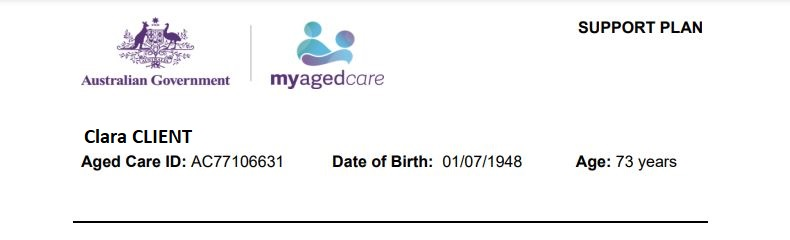 SUPPORT PLAN
Australian Government
myagedcare
Clara CLIENT
Aged Care ID: AC77106631 Date of Birth: 01/07/1948 Age: 73 years